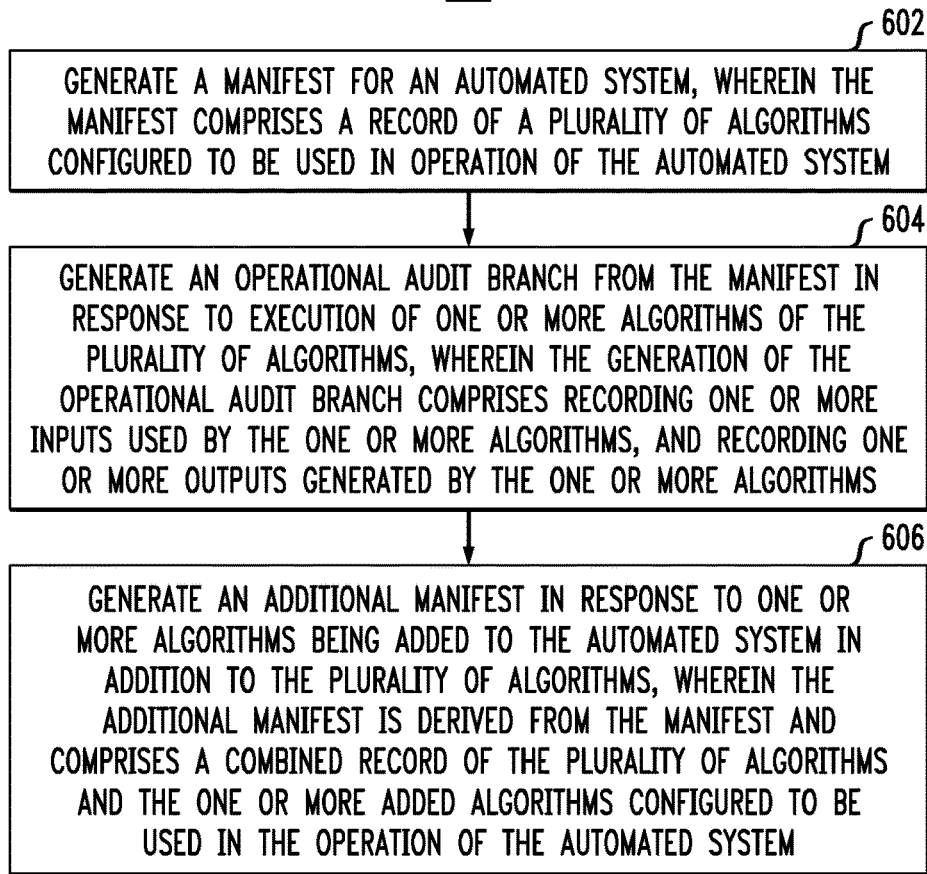 602
GENERATE A MANIFEST FOR AN AUTOMATED SYSTEM, WHEREIN THE
MANIFEST COMPRISES A RECORD OF A PLURALITY OF ALGORITHMS
CONFIGURED TO BE USED IN OPERATION OF THE AUTOMATED SYSTEM
604
GENERATE AN OPERATIONAL AUDIT BRANCH FROM THE MANIFEST IN
RESPONSE TO EXECUTION OF ONE OR MORE ALGORITHMS OF THE
PLURALITY OF ALGORITHMS, WHEREIN THE GENERATION OF THE
OPERATIONAL AUDIT BRANCH COMPRISES RECORDING ONE OR MORE
INPUTS USED BY THE ONE OR MORE ALGORITHMS, AND RECORDING ONE
OR MORE OUTPUTS GENERATED BY THE ONE OR MORE ALGORITHMS
606
GENERATE AN ADDITIONAL MANIFEST IN RESPONSE TO ONE OR
MORE ALGORITHMS BEING ADDED TO THE AUTOMATED SYSTEM IN
ADDITION TO THE PLURALITY OF ALGORITHMS, WHEREIN THE
ADDITIONAL MANIFEST IS DERIVED FROM THE MANIFEST AND
COMPRISES A COMBINED RECORD OF THE PLURALITY OF ALGORITHMS
AND THE ONE OR MORE ADDED ALGORITHMS CONFIGURED TO BE
USED IN THE OPERATION OF THE AUTOMATED SYSTEM